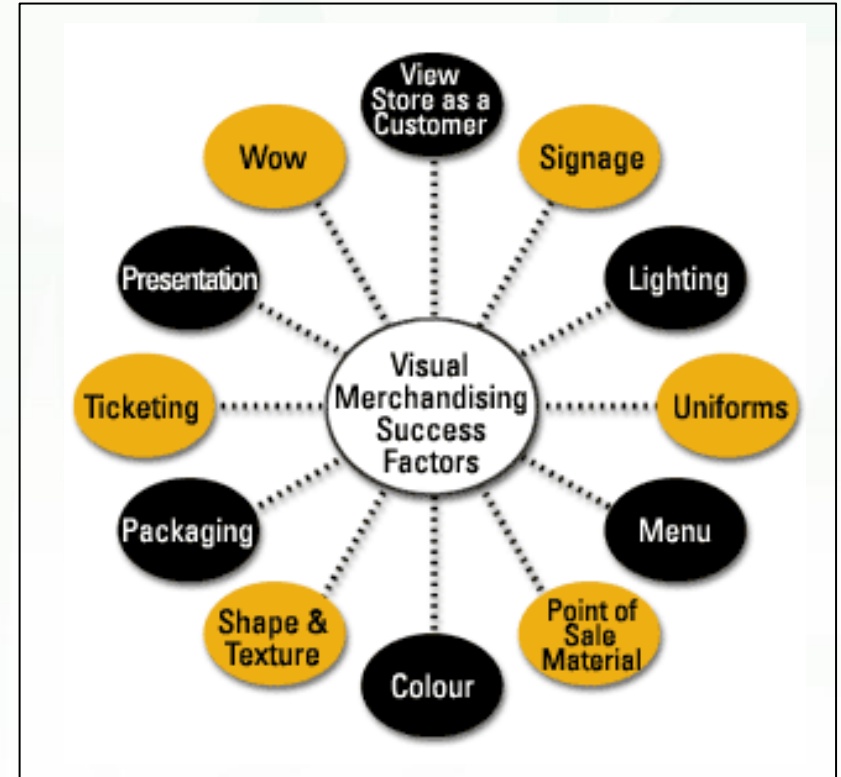 View
Store as a
Customer
Wow
Signage
Presentation
Lighting
Visual
Merchandising
Success
Factors
Ticketing
Uniforms
Packaging
Menu
Shape &
Texture
Point of
Sale
Material
Colour